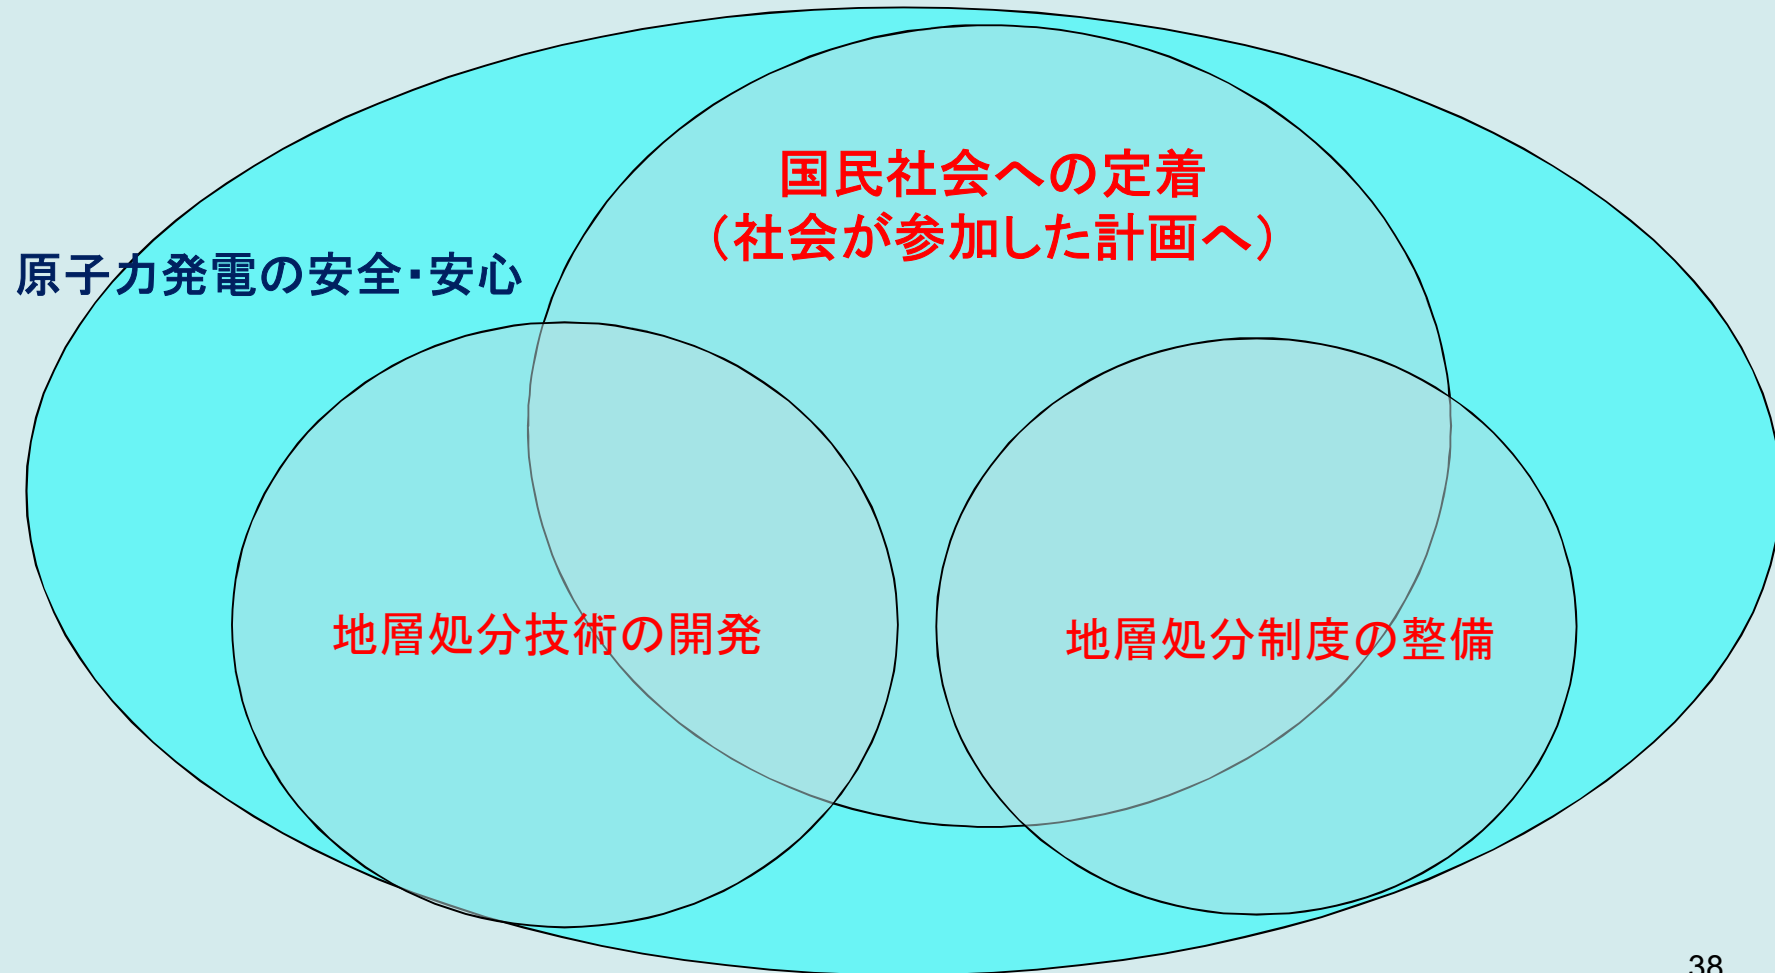 国民社会への定着
（社会が参加した計画へ）
原子力発電の安全・安心
地層処分技術の開発
地層処分制度の整備
38